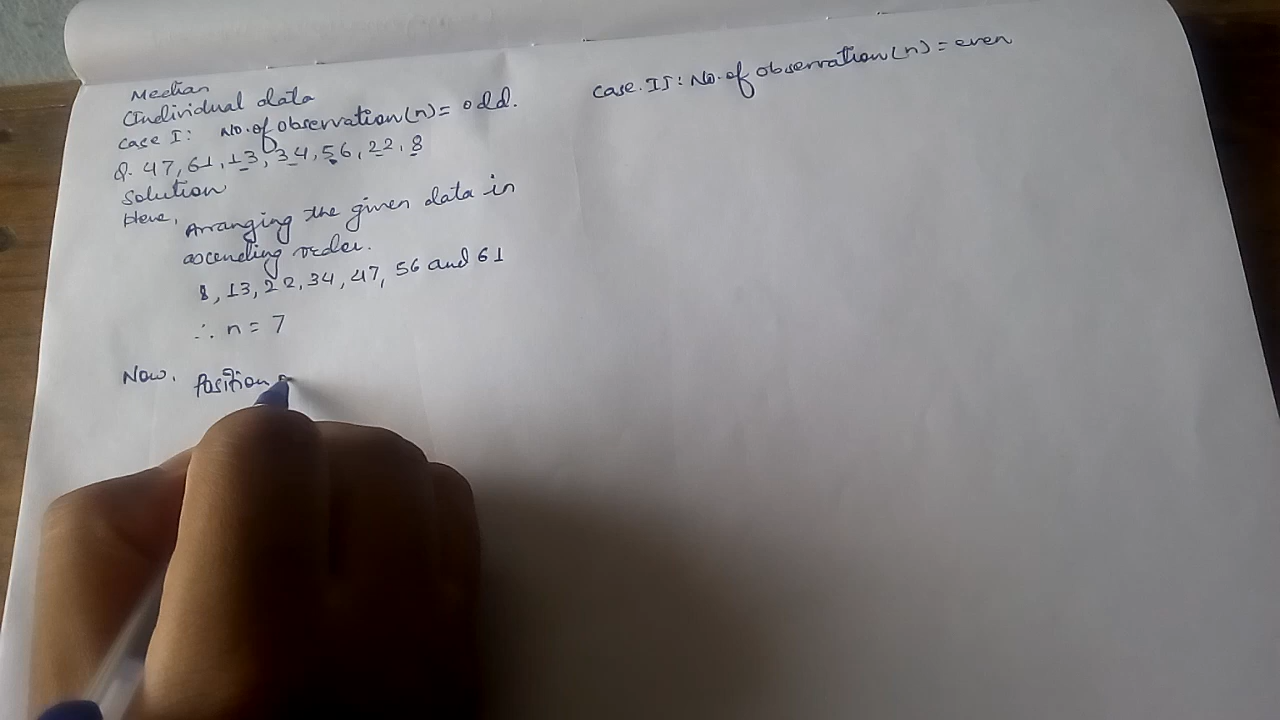 Median
Individual data
Case I: No. of observation (n) = odd.
Q. 47, 61, 13, 34, 56, 22, 8
Solution
Here, Arranging the given data in
ascending order.
8, 13, 22, 34, 47, 56 and 61
∴ n = 7
Now, Position
Case. II: No. of observation (n) = even